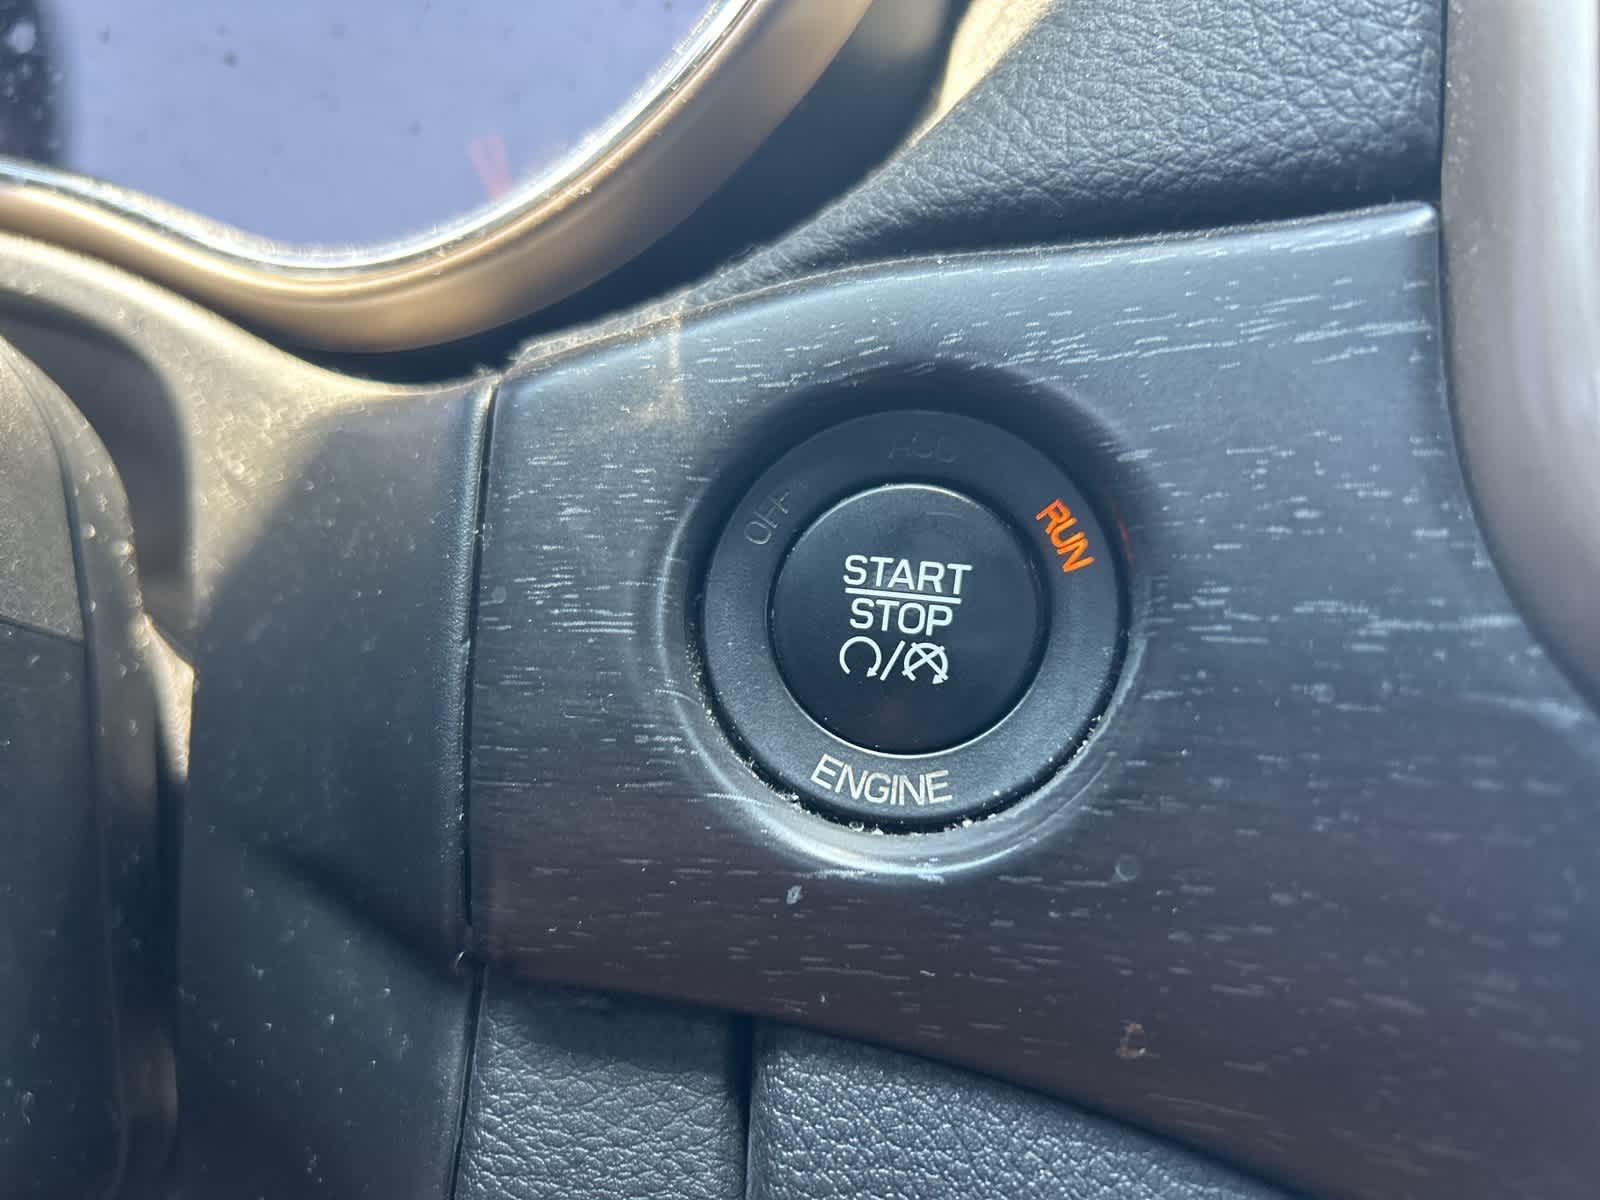 ACC
OFF
RUN
START
STOP
ENGINE